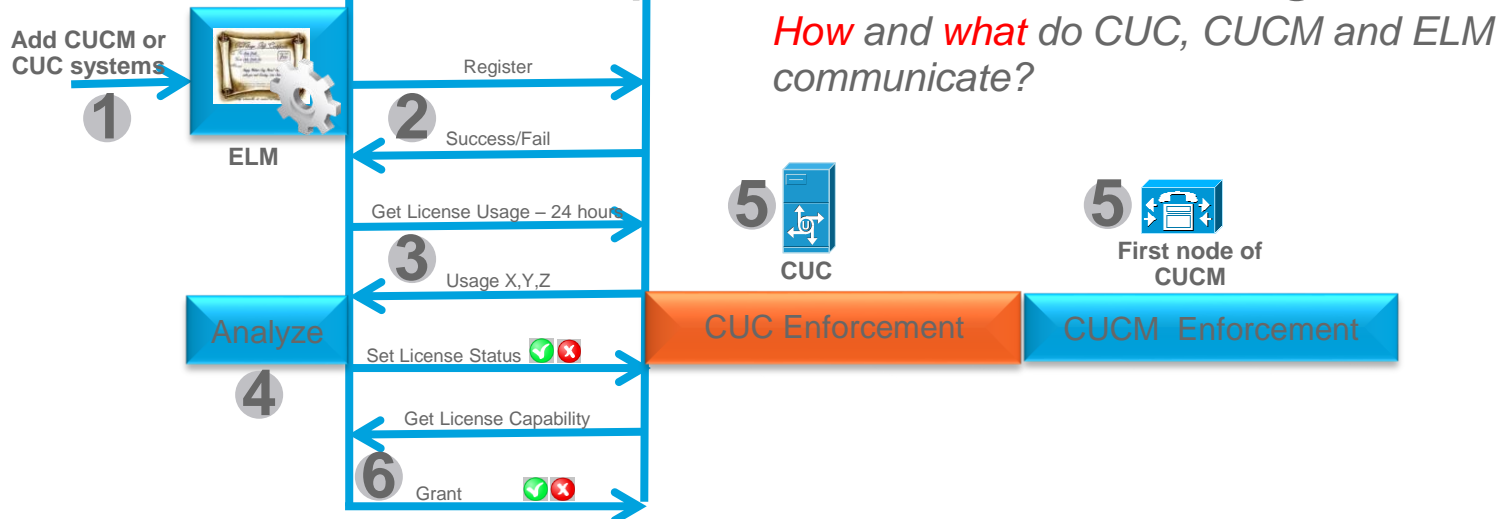 How and what do CUC, CUCM and ELM
communicate?
Add CUCM or
CUC systems
1
ELM
Register
2
Success/Fail
Get License Usage – 24 hours
3
Usage X,Y,Z
5
CUC
5
First node of
CUCM
Analyze
CUC Enforcement
CUCM Enforcement
4
Set License Status
Get License Capability
6
Grant